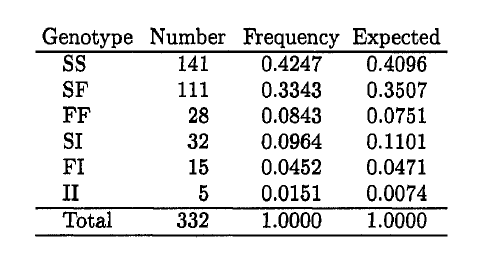 Genotype Number Frequency Expected
SS 141 0.4247 0.4096
SF 111 0.3343 0.3507
FF 28 0.0843 0.0751
SI 32 0.0964 0.1101
FI 15 0.0452 0.0471
II 5 0.0151 0.0074
Total 332 1.0000 1.0000